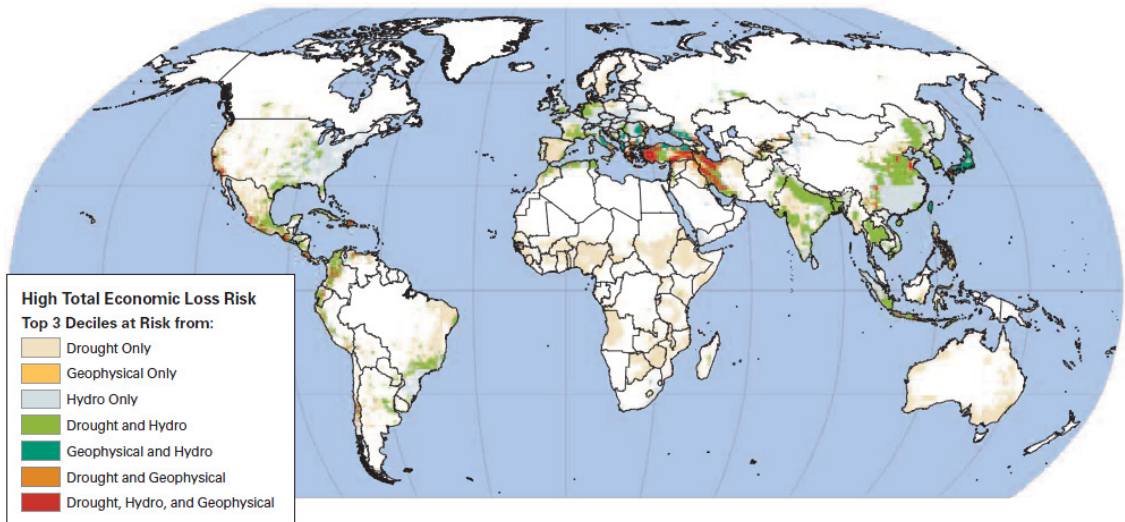 High Total Economic Loss Risk
Top 3 Deciles at Risk from:
Drought Only
Geophysical Only
Hydro Only
Drought and Hydro
Geophysical and Hydro
Drought and Geophysical
Drought, Hydro, and Geophysical